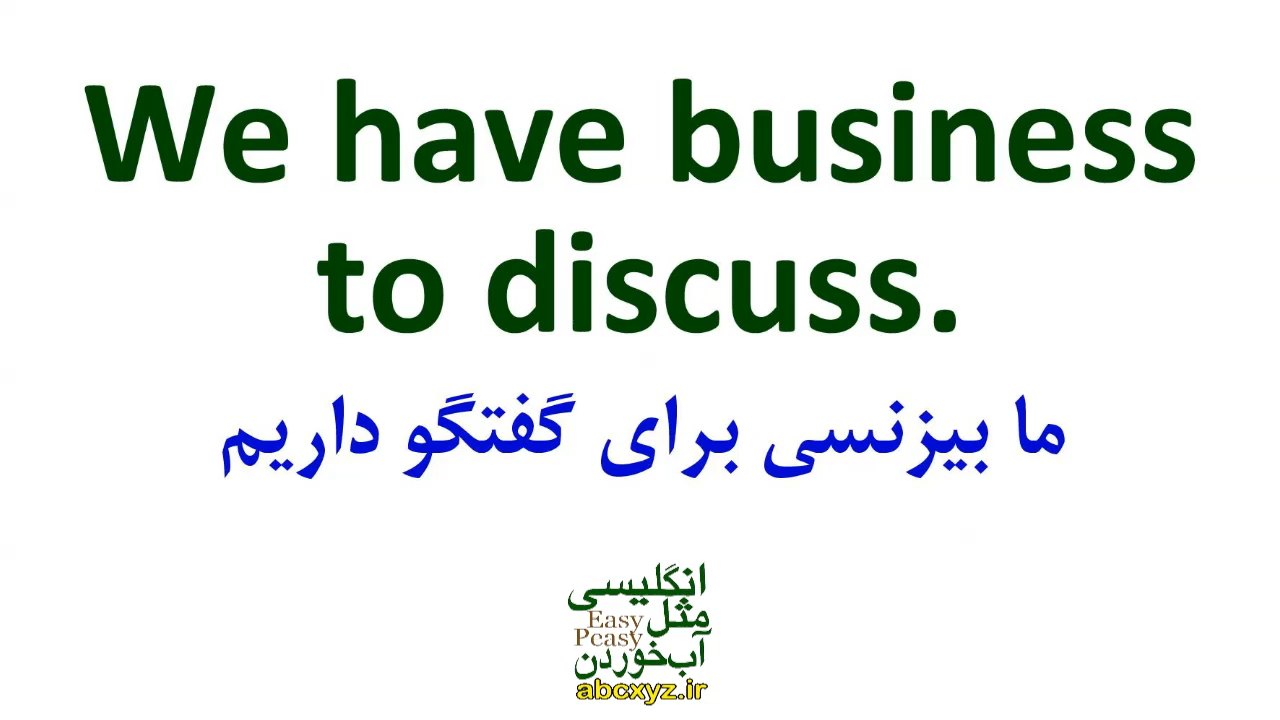 We have business
to discuss.
ما بیزنسی برای گفتگو داریم
انگلیسی
مثل
Easy
Peasy
آب‌خوردن
abcxyz.ir